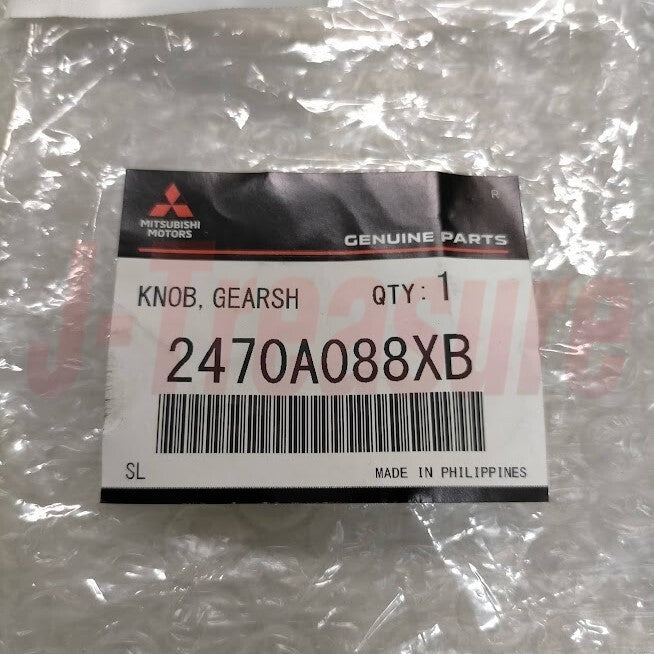 MITSUBISHI
MOTORS
R
GENUINE PARTS
KNOB, GEARSH QTY: 1
J-Treasure
2470A088XB
SL MADE IN PHILIPPINES